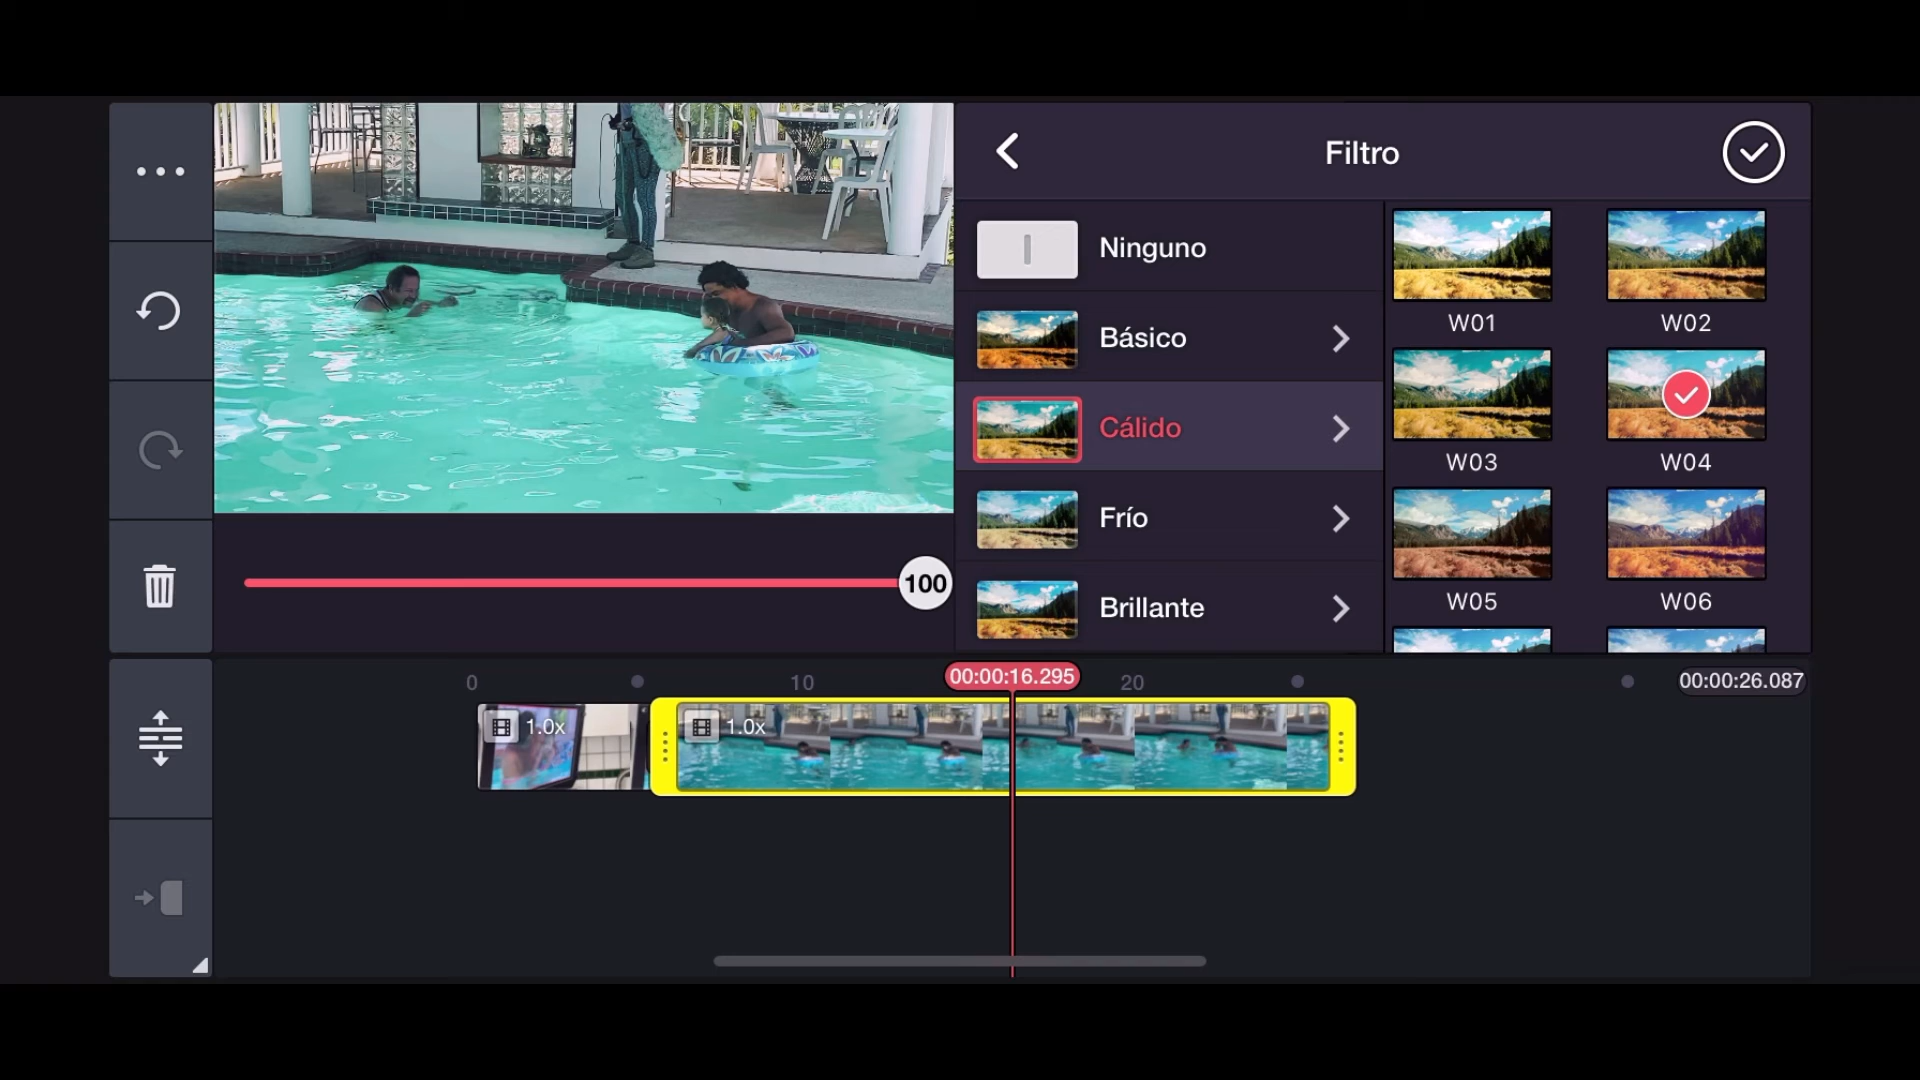 Filtro
Ninguno
Básico
Cálido
Frío
Brillante
W01
W02
W03
W04
W05
W06
100
0
10
00:00:16.295
20
00:00:26.087
1.0x
1.0x